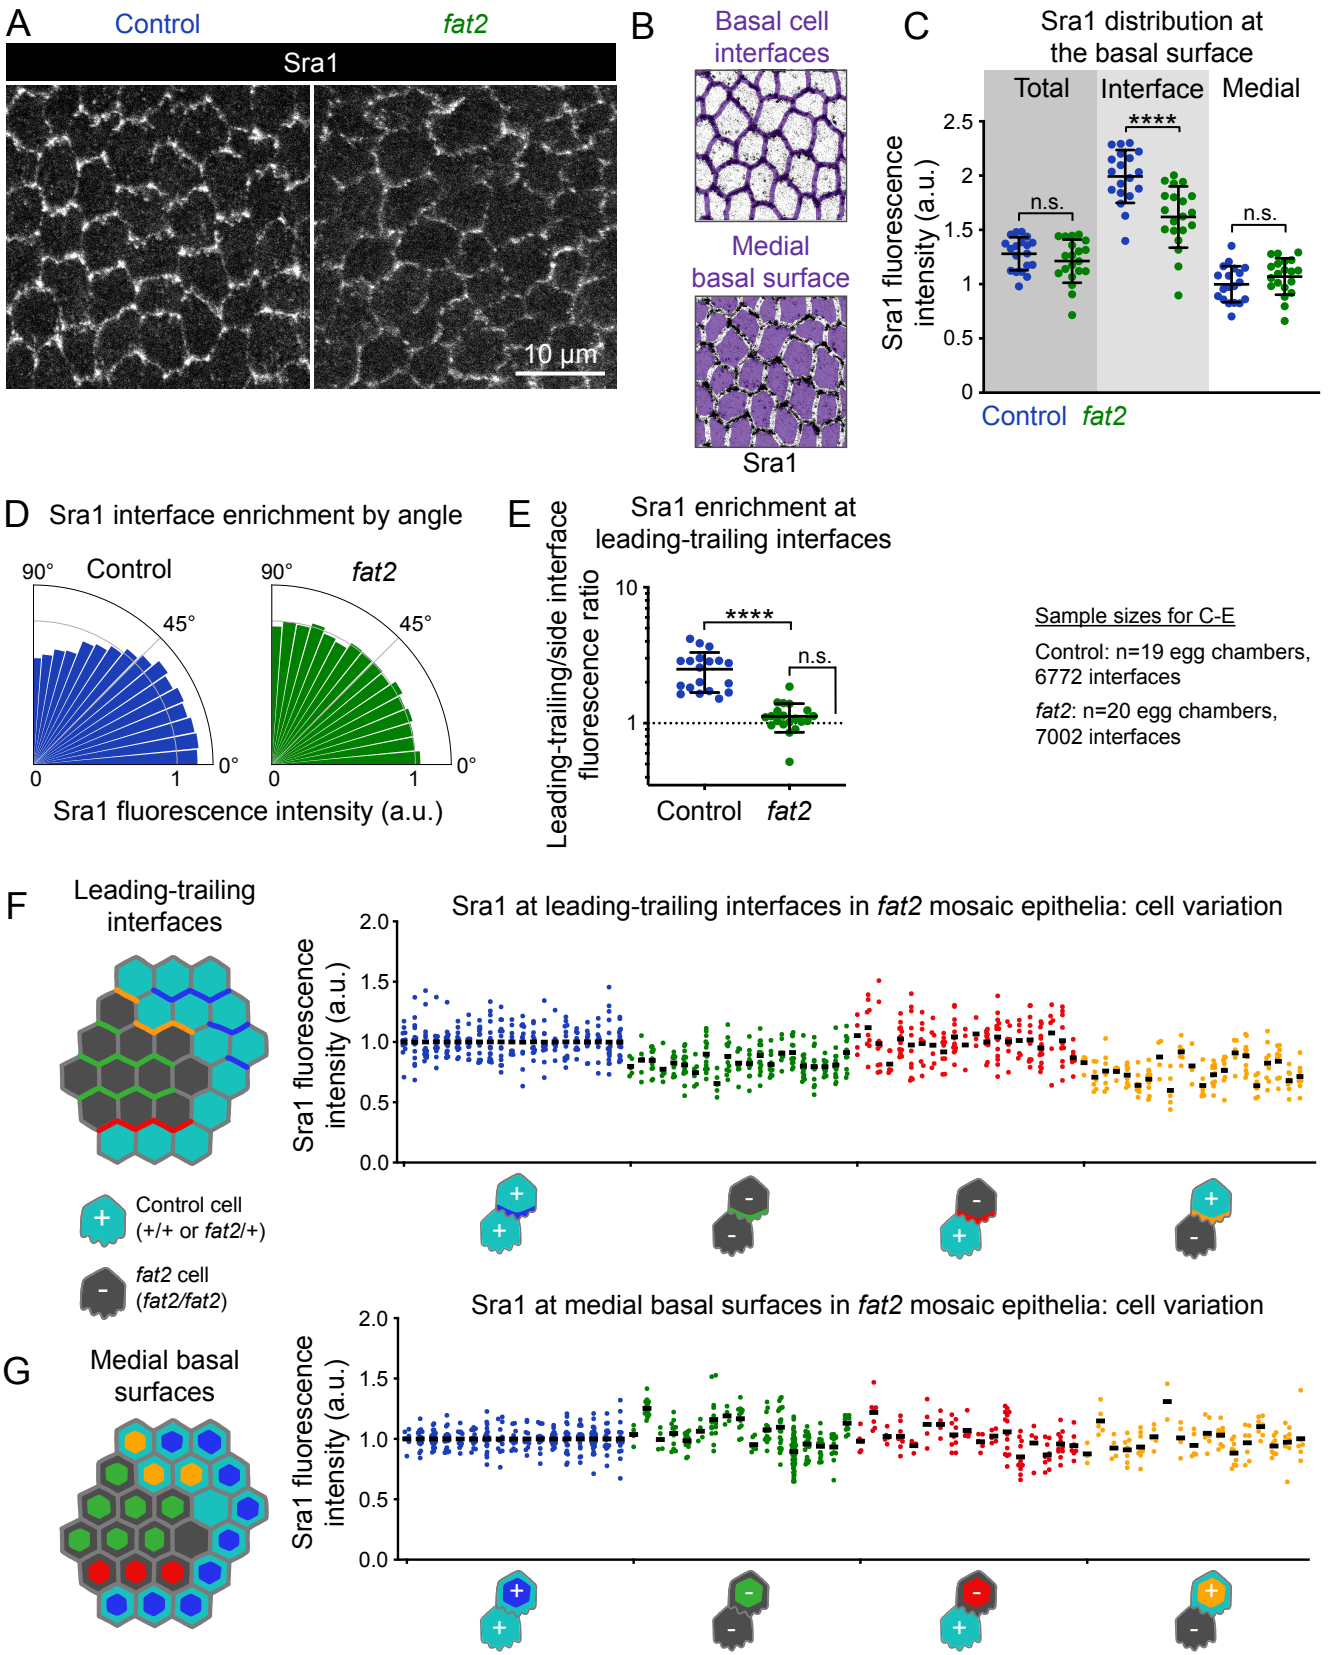 A
Control
fat2
Sra1
10 µm
B
Basal cell
interfaces
Medial
basal surface
Sra1
C
Sra1 distribution at
the basal surface
Total
Interface
Medial
Sra1 fluorescence
intensity (a.u.)
2.5
2
1.5
1
0.5
0
n.s.
****
n.s.
Control fat2
D
Sra1 interface enrichment by angle
Control
fat2
90°
45°
0°
0
1
90°
45°
0°
0
1
Sra1 fluorescence intensity (a.u.)
E
Sra1 enrichment at
leading-trailing interfaces
Leading-trailing/side interface
fluorescence ratio
10
1
****
n.s.
Control
fat2
Sample sizes for C-E
Control: n=19 egg chambers,
6772 interfaces
fat2: n=20 egg chambers,
7002 interfaces
F
Leading-trailing
interfaces
+
Control cell
(+/+ or fat2/+)
-
fat2 cell
(fat2/fat2)
Sra1 at leading-trailing interfaces in fat2 mosaic epithelia: cell variation
Sra1 fluorescence
intensity (a.u.)
2.0
1.5
1.0
0.5
0.0
+
+
-
-
-
+
+
-
G
Medial basal
surfaces
Sra1 at medial basal surfaces in fat2 mosaic epithelia: cell variation
Sra1 fluorescence
intensity (a.u.)
2.0
1.5
1.0
0.5
0.0
+
+
-
-
-
+
+
-